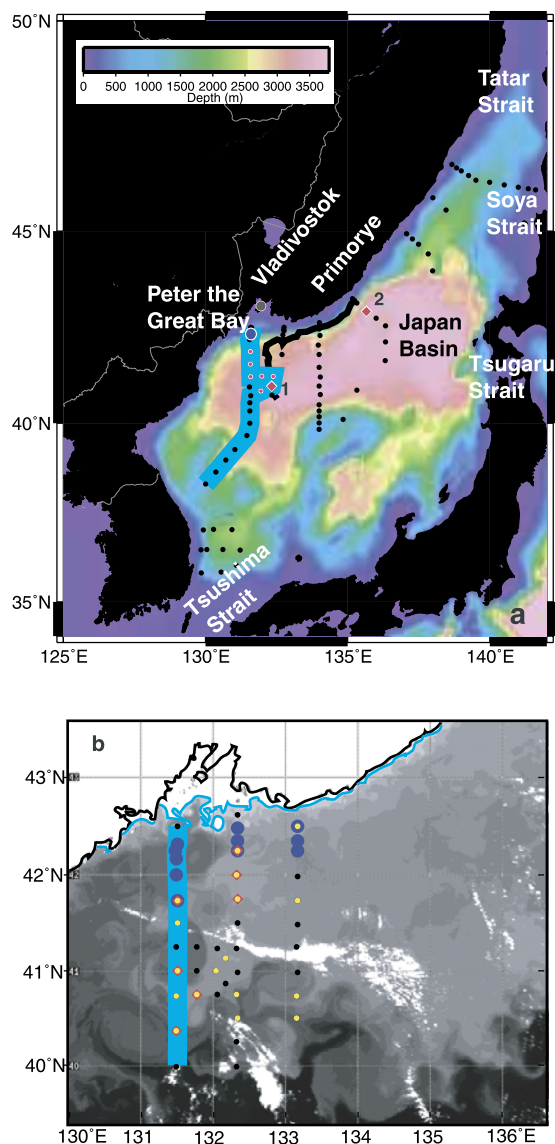 50°N
0 500 1000 1500 2000 2500 3000 3500
Depth (m)
Tatar
Strait
45°N
Soya
Strait
Vladivostok
Primorye
Peter the
Great Bay
2
Japan
Basin
Tsugaru
Strait
1
40°N
Tsushima
Strait
35°N
a
125°E 130°E 135°E 140°E
b
43°N
42°N
41°N
40°N
130°E 131 132 133 134 135 136°E